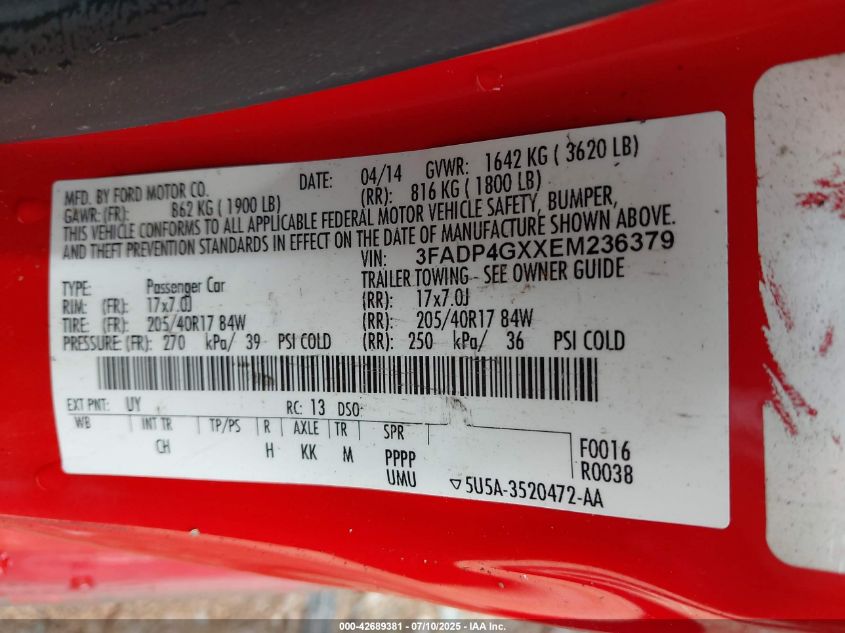 MFD. BY FORD MOTOR CO.
DATE: 04/14 GVWR: 1642 KG ( 3620 LB)
GAWR: (FR): 862 KG ( 1900 LB) (RR): 816 KG ( 1800 LB)
THIS VEHICLE CONFORMS TO ALL APPLICABLE FEDERAL MOTOR VEHICLE SAFETY, BUMPER,
AND THEFT PREVENTION STANDARDS IN EFFECT ON THE DATE OF MANUFACTURE SHOWN ABOVE.
VIN: 3FADP4GXXEM236379
TRAILER TOWING-- SEE OWNER GUIDE
TYPE: Passenger Car
RIM: (FR): 17x7.0J (RR): 17x7.0J
TIRE: (FR): 205/40R17 84W (RR): 205/40R17 84W
PRESSURE: (FR): 270 kPa/ 39 PSI COLD (RR): 250 kPa/ 36 PSI COLD
EXT PNT: UY RC: 13 DSO:
WB INT TR TP/PS R AXLE TR SPR
CH H KK M PPPP
UMU
F0016
R0038
▽5U5A-3520472-AA
000-42689381 - 07/10/2025 - IAA Inc.